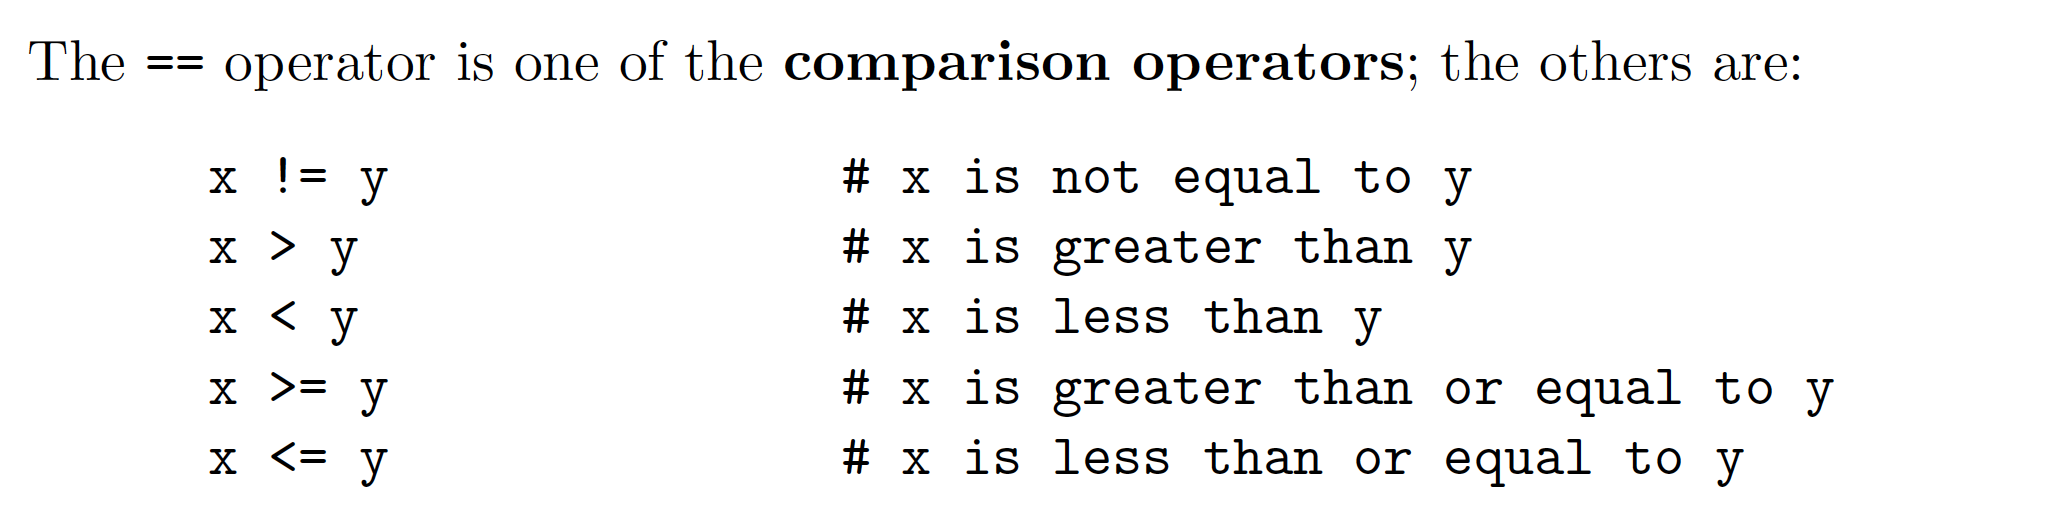 The == operator is one of the comparison operators; the others are:
x != y # x is not equal to y
x > y # x is greater than y
x < y # x is less than y
x >= y # x is greater than or equal to y
x <= y # x is less than or equal to y